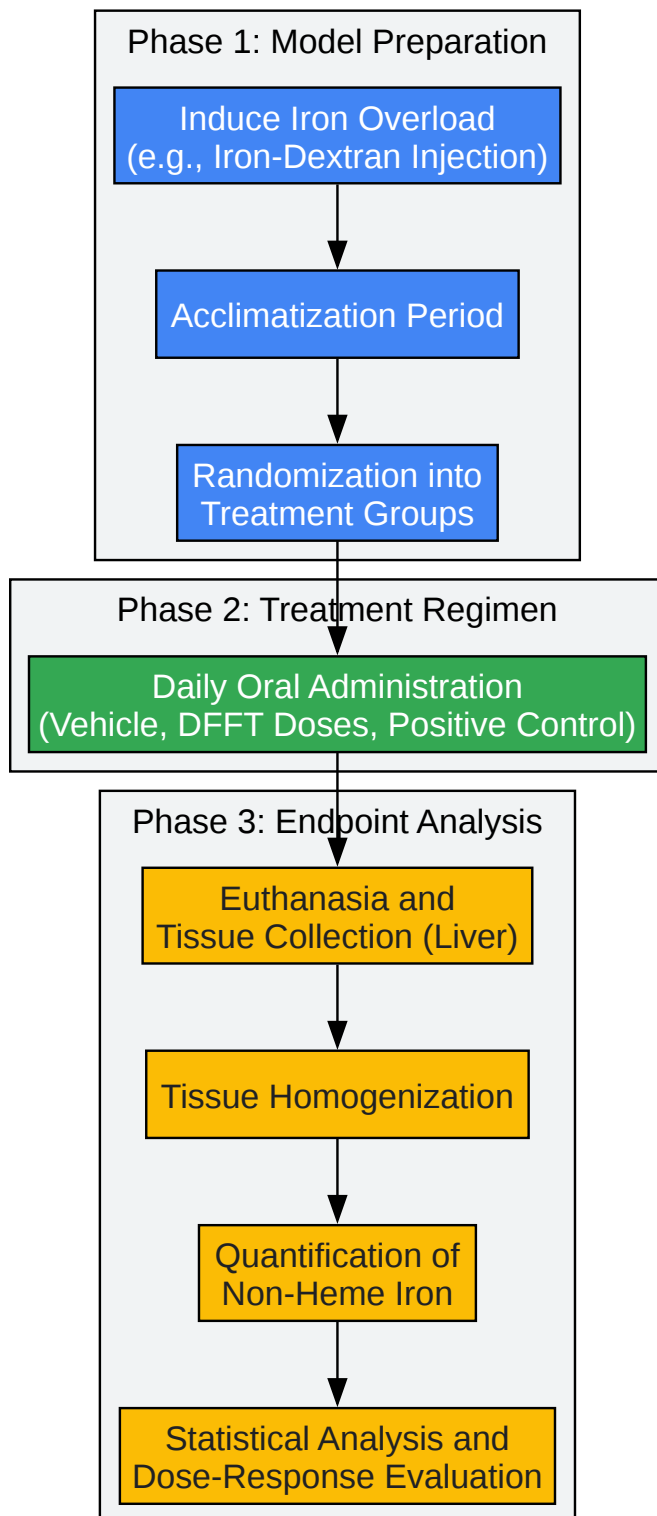 Phase 1: Model Preparation
Induce Iron Overload
(e.g., Iron-Dextran Injection)
Acclimatization Period
Randomization into
Treatment Groups
Phase 2: Treatment Regimen
Daily Oral Administration
(Vehicle, DFFT Doses, Positive Control)
Phase 3: Endpoint Analysis
Euthanasia and
Tissue Collection (Liver)
Tissue Homogenization
Quantification of
Non-Heme Iron
Statistical Analysis and
Dose-Response Evaluation